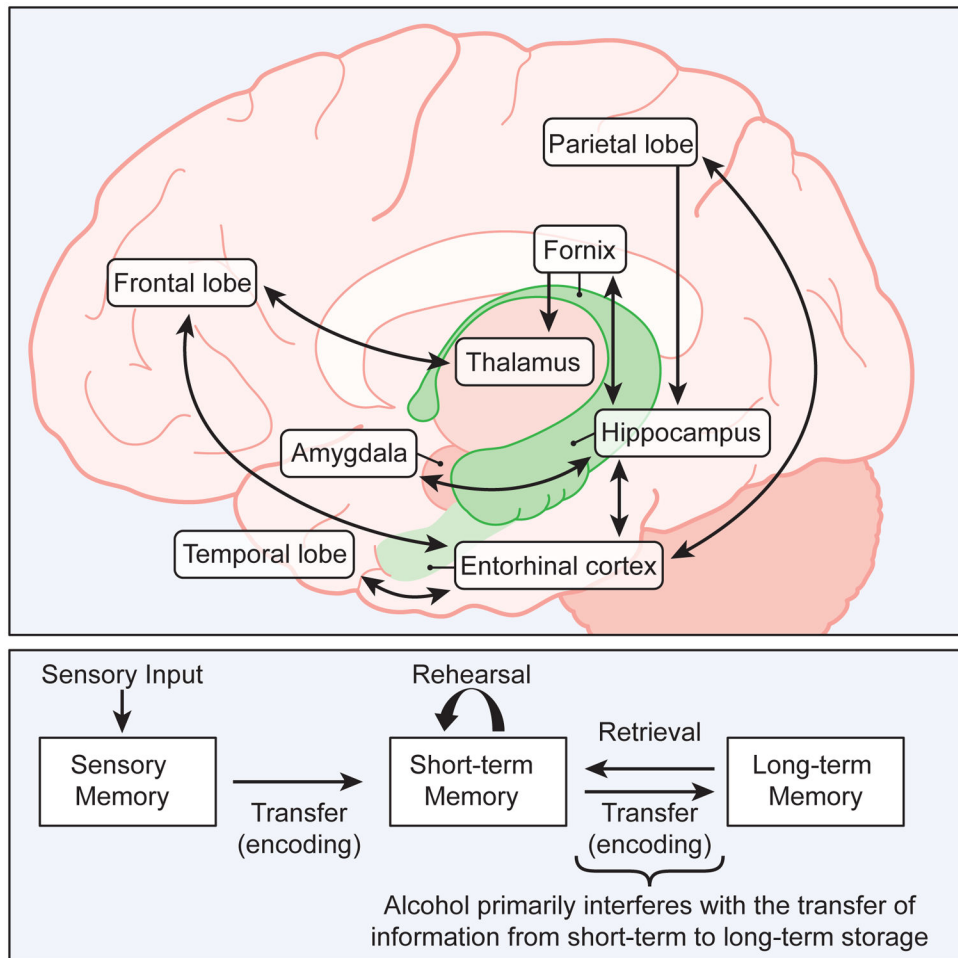 Parietal lobe
Fornix
Frontal lobe
Thalamus
Hippocampus
Amygdala
Temporal lobe
Entorhinal cortex
Sensory Input
Rehearsal
Retrieval
Sensory
Memory
Short-term
Memory
Long-term
Memory
Transfer
(encoding)
Transfer
(encoding)
Alcohol primarily interferes with the transfer of
information from short-term to long-term storage